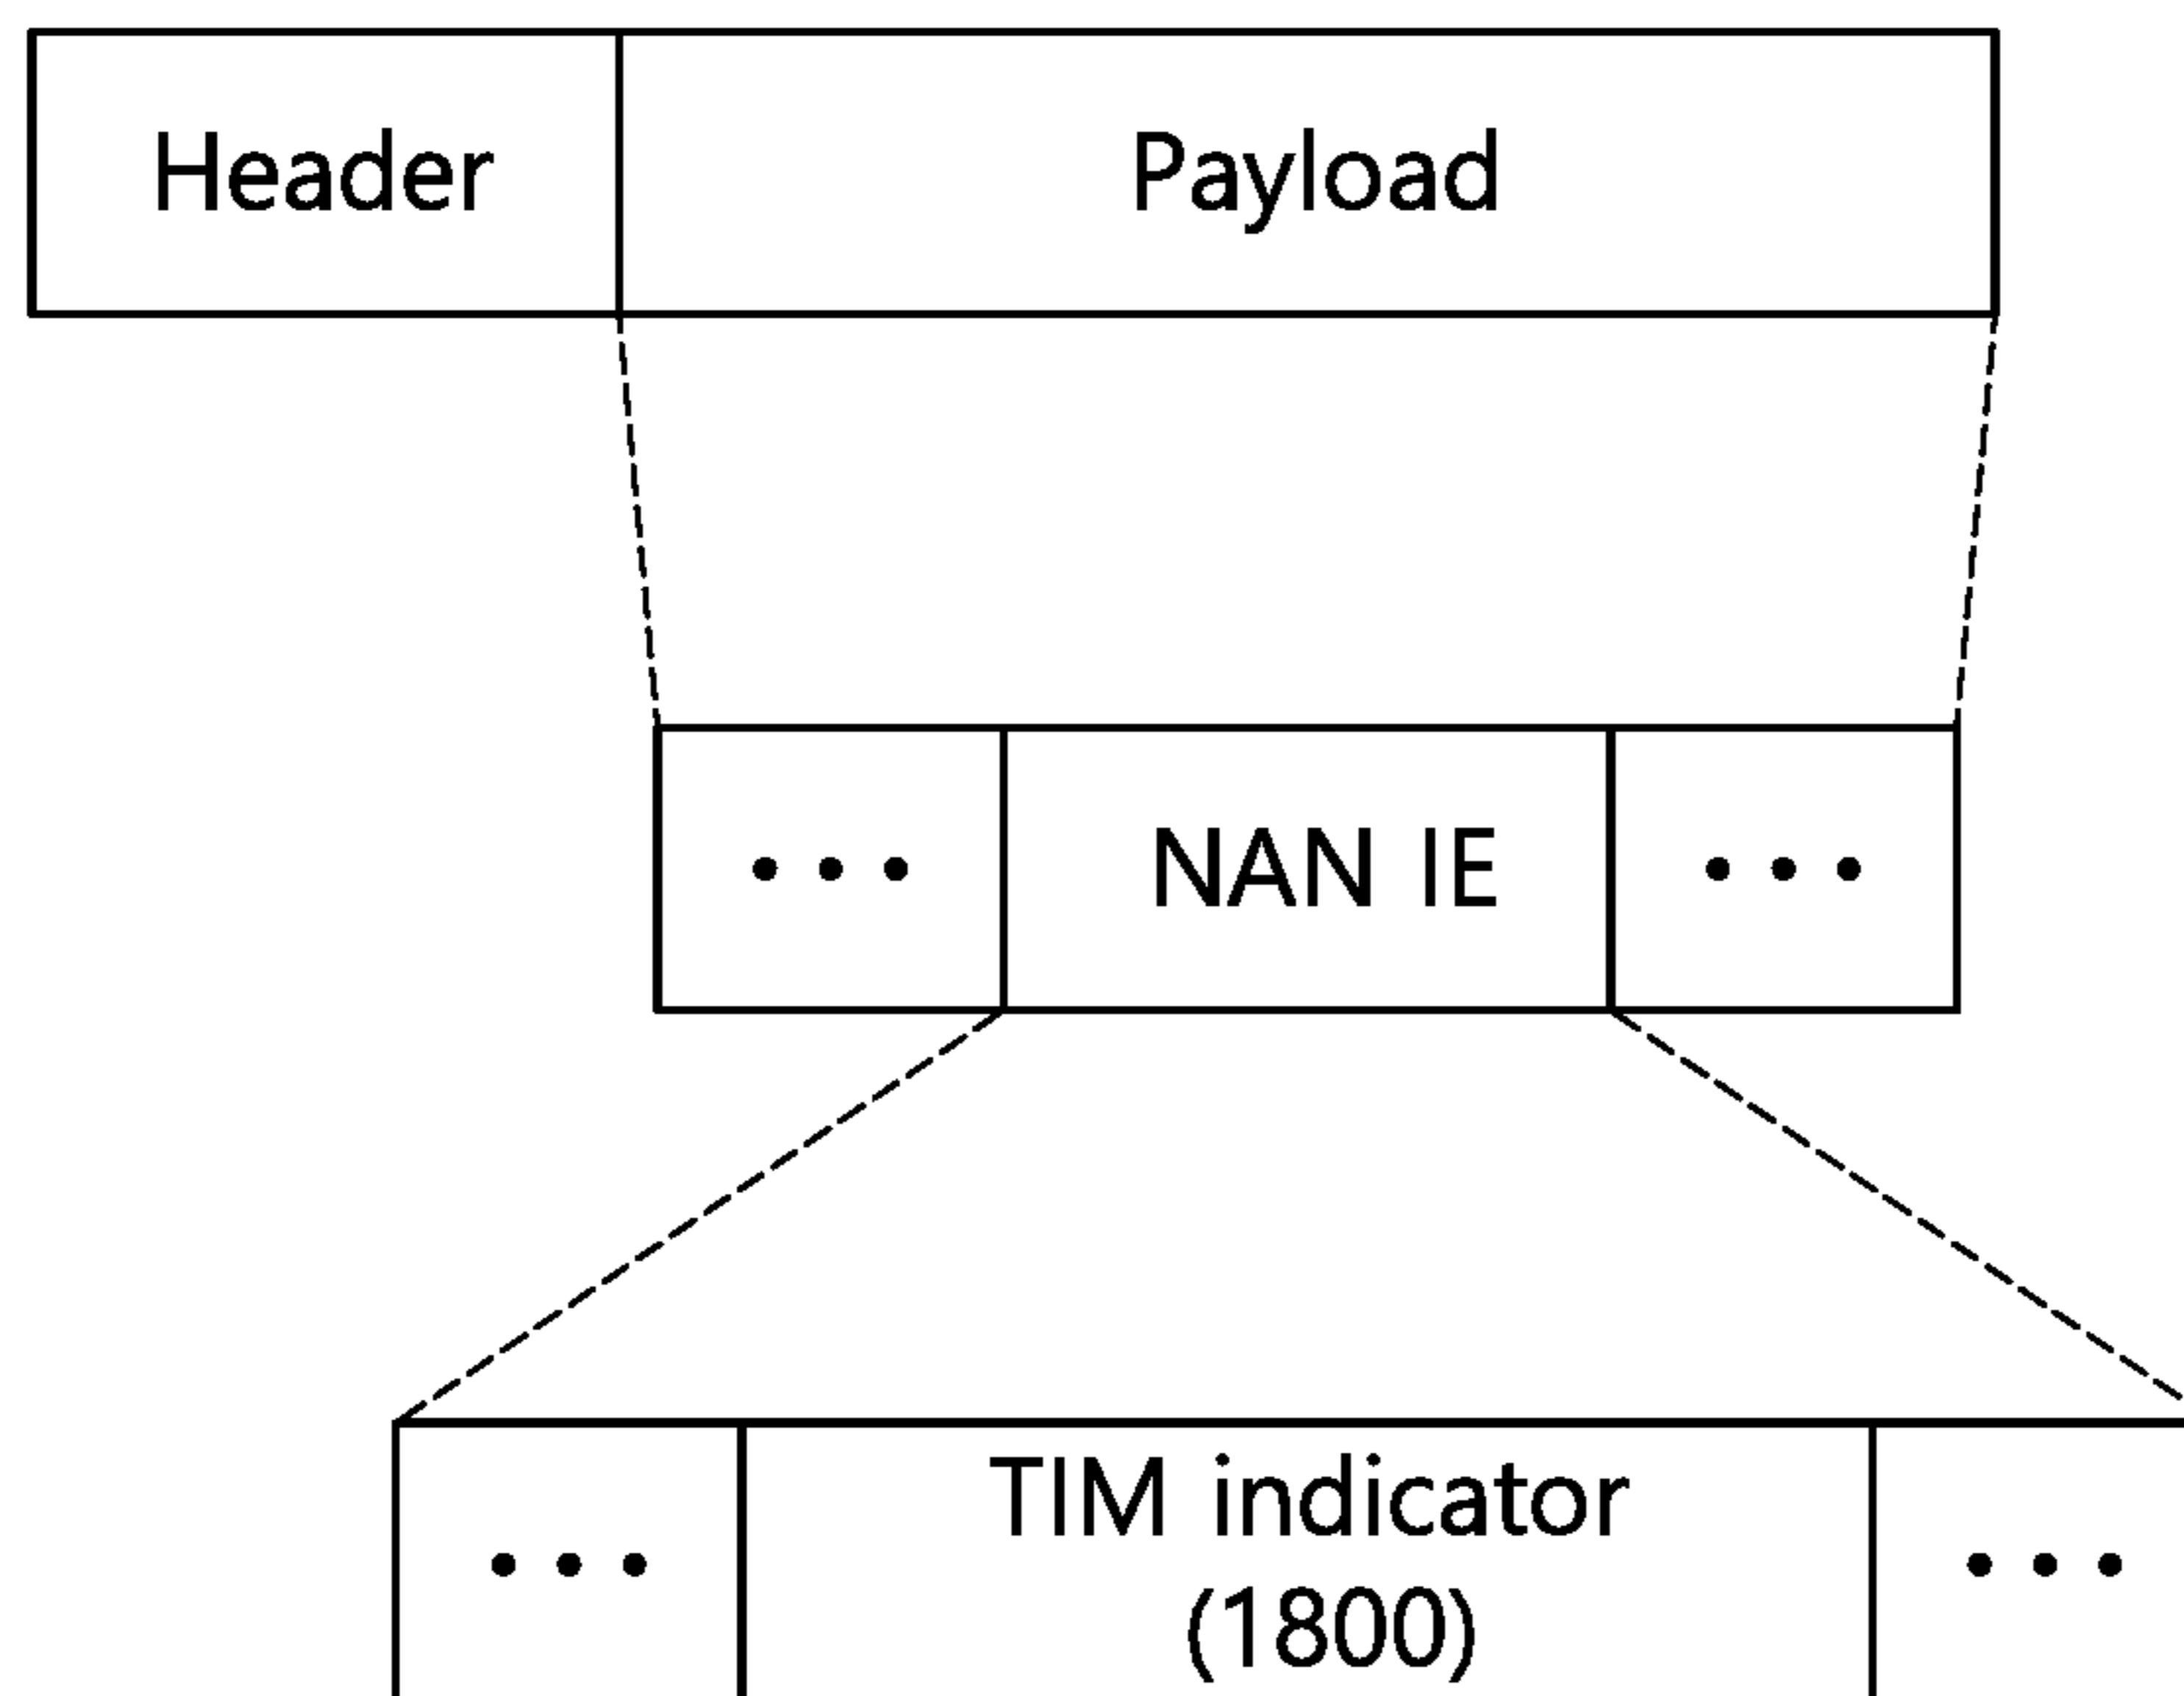 Header
Payload
• • •
NAN IE
• • •
• • •
TIM indicator
(1800)
• • •